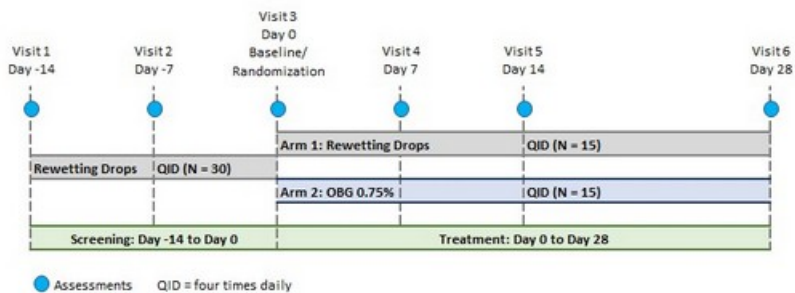 Visit 1
Day -14
Visit 2
Day -7
Visit 3
Day 0
Baseline/
Randomization
Visit 4
Day 7
Visit 5
Day 14
Visit 6
Day 28
Arm 1: Rewetting Drops QID (N = 15)
Rewetting Drops QID (N = 30)
Arm 2: OBG 0.75% QID (N = 15)
Screening: Day -14 to Day 0 Treatment: Day 0 to Day 28
Assessments QID = four times daily